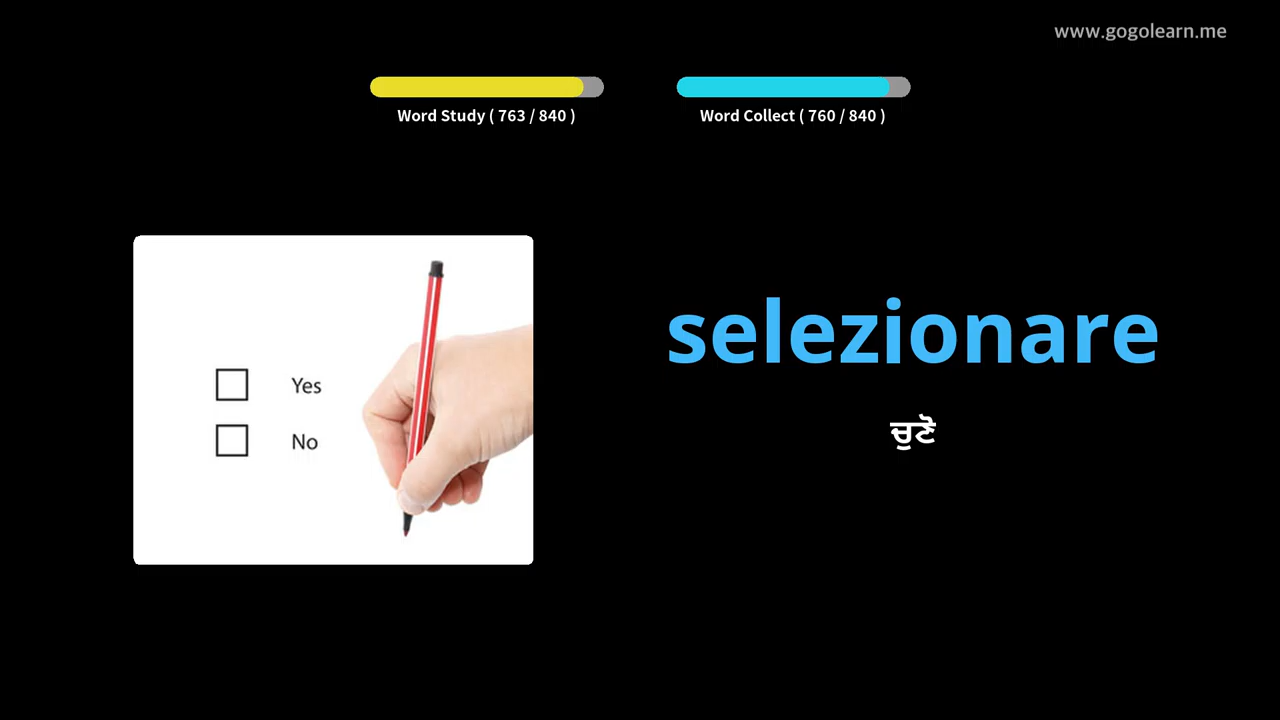 www.gogolearn.me
Word Study ( 763 / 840 )
Word Collect ( 760 / 840 )
Yes
No
selezionare
ਚੁਣੋ